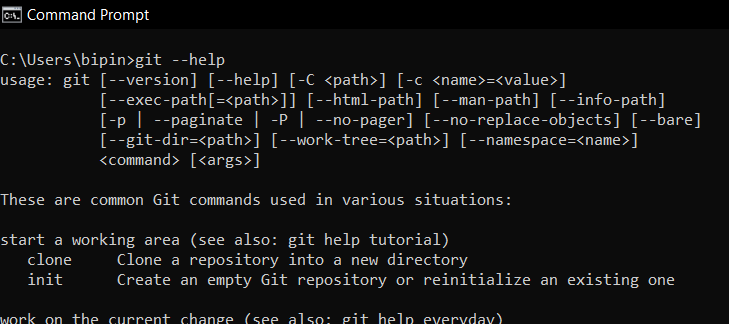 Command Prompt
C:\Users\bipin>git --help
usage: git [--version] [--help] [-C <path>] [-c <name>=<value>]
           [--exec-path[=<path>]] [--html-path] [--man-path] [--info-path]
           [-p | --paginate | -P | --no-pager] [--no-replace-objects] [--bare]
           [--git-dir=<path>] [--work-tree=<path>] [--namespace=<name>]
           <command> [<args>]
These are common Git commands used in various situations:
start a working area (see also: git help tutorial)
   clone     Clone a repository into a new directory
   init      Create an empty Git repository or reinitialize an existing one
work on the current change (see also: git help everyday)